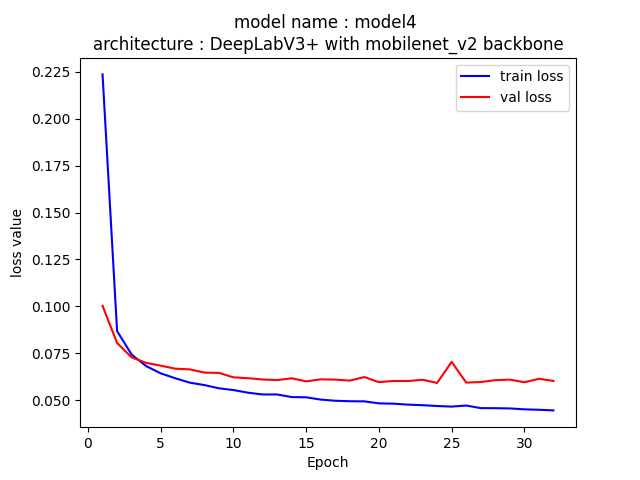 model name : model4
architecture : DeepLabV3+ with mobilenet_v2 backbone
train loss
val loss
0.225
0.200
0.175
0.150
0.125
0.100
0.075
0.050
loss value
0 5 10 15 20 25 30
Epoch